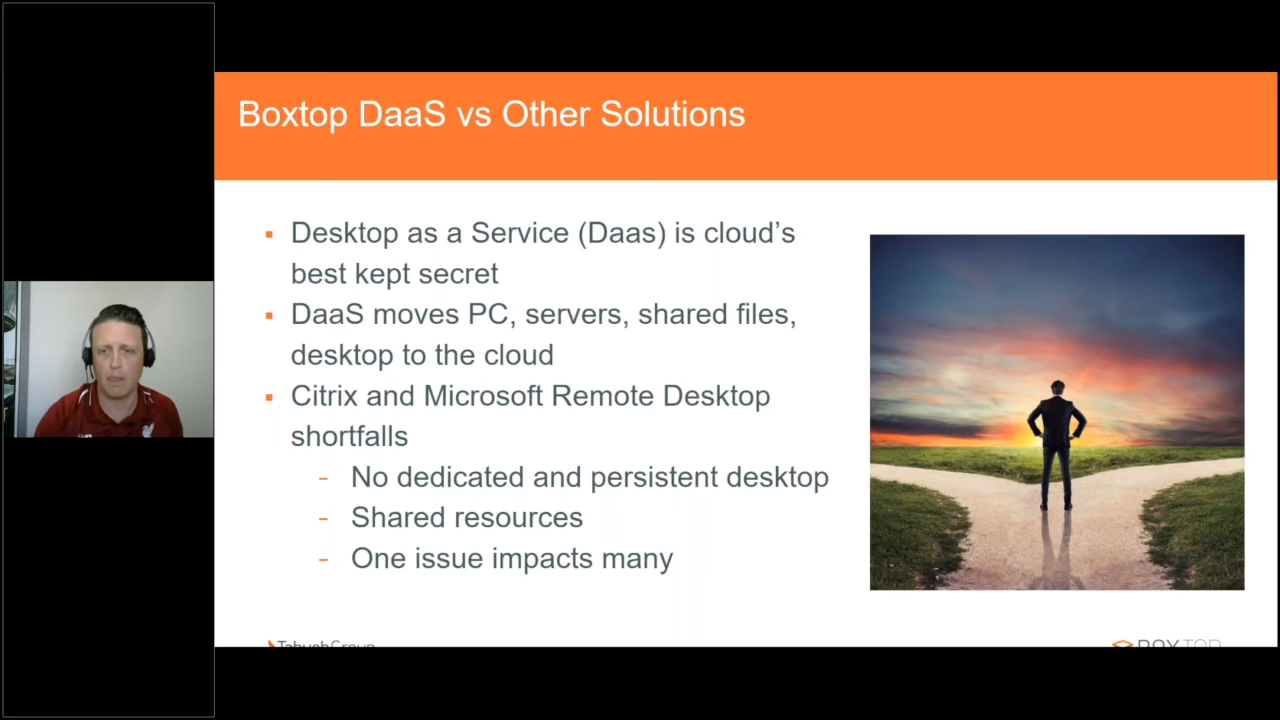 Boxtop DaaS vs Other Solutions
Desktop as a Service (Daas) is cloud's
best kept secret
DaaS moves PC, servers, shared files,
desktop to the cloud
Citrix and Microsoft Remote Desktop
shortfalls
- No dedicated and persistent desktop
- Shared resources
- One issue impacts many
TabushGroup
BOXTOP